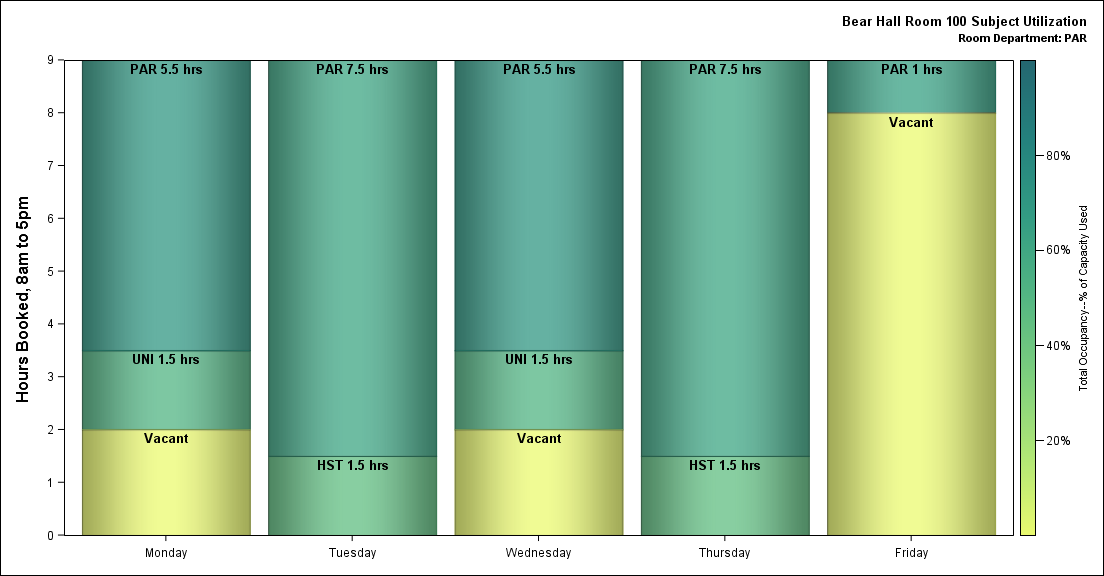 Bear Hall Room 100 Subject Utilization
Room Department: PAR
Hours Booked, 8am to 5pm
9
8
7
6
5
4
3
2
1
0
PAR 5.5 hrs
UNI 1.5 hrs
Vacant
PAR 7.5 hrs
HST 1.5 hrs
PAR 5.5 hrs
UNI 1.5 hrs
Vacant
PAR 7.5 hrs
HST 1.5 hrs
PAR 1 hrs
Vacant
Monday
Tuesday
Wednesday
Thursday
Friday
80%
60%
40%
20%
Total Occupancy--% of Capacity Used